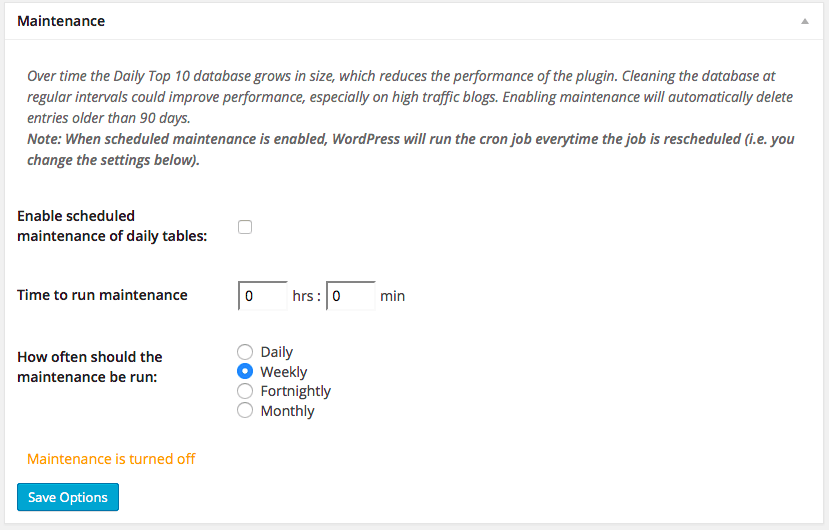 Maintenance
Over time the Daily Top 10 database grows in size, which reduces the performance of the plugin. Cleaning the database at
regular intervals could improve performance, especially on high traffic blogs. Enabling maintenance will automatically delete
entries older than 90 days.
Note: When scheduled maintenance is enabled, WordPress will run the cron job everytime the job is rescheduled (i.e. you
change the settings below).
Enable scheduled
maintenance of daily tables:
Time to run maintenance
0 hrs : 0 min
How often should the
maintenance be run:
Daily
Weekly
Fortnightly
Monthly
Maintenance is turned off
Save Options